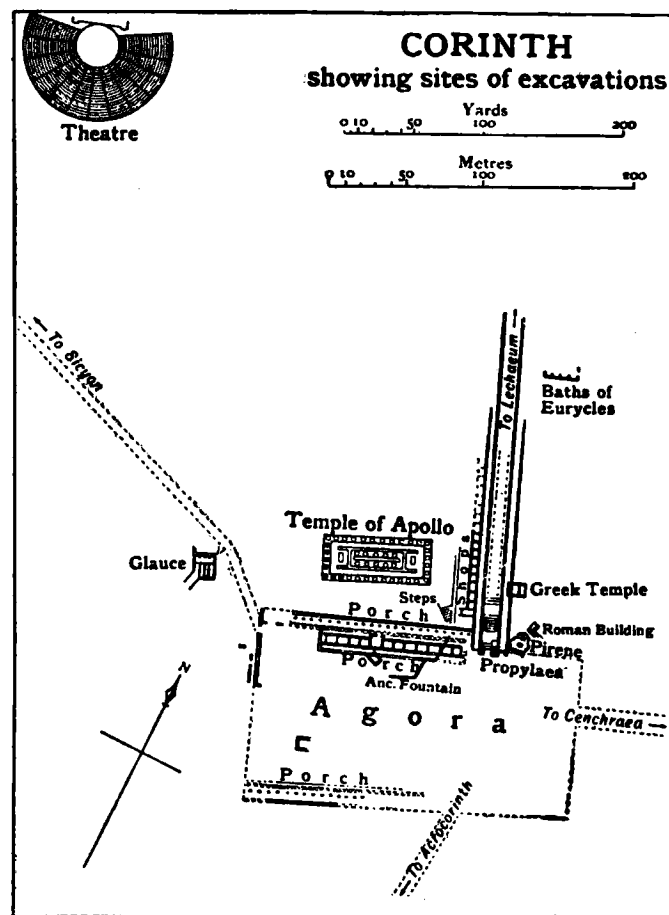 CORINTH
showing sites of excavations
Theatre
Yards
0 10 50 100 200
Metres
0 10 50 100 200
To Sicyon
To Lechaeum
Baths of
Eurycles
Temple of Apollo
Shops
Glauce
Steps
Greek Temple
Porch
Roman Building
Pirene
Porch
Propylaea
Anc. Fountain
N
Agora
To Cenchraea
Porch
To Acrocorinth